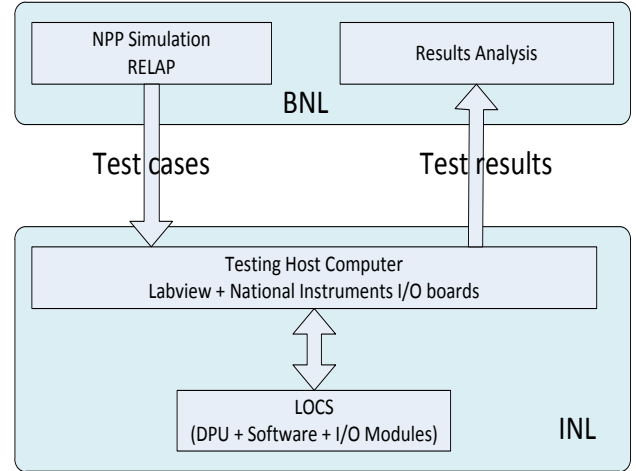 NPP Simulation
RELAP
Results Analysis
BNL
Test cases
Test results
Testing Host Computer
Labview + National Instruments I/O boards
LOCS
(DPU + Software + I/O Modules)
INL